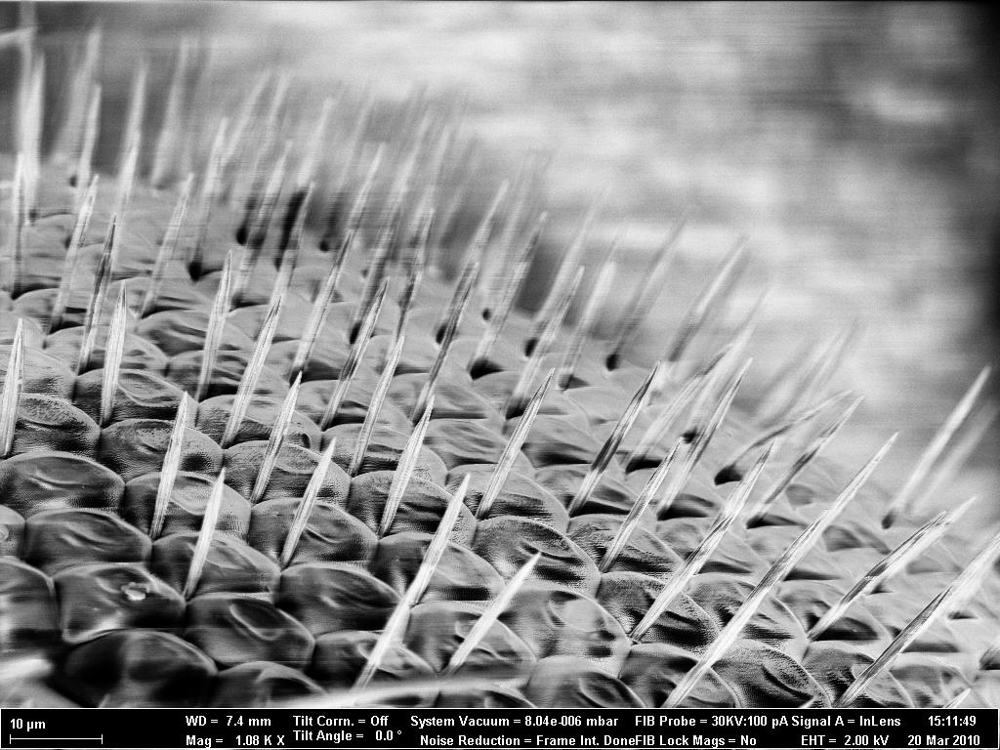 10 µm
WD = 7.4 mm Tilt Corrn. = Off System Vacuum = 8.04e-006 mbar FIB Probe = 30KV:100 pA Signal A = InLens 15:11:49
Mag = 1.08 K X Tilt Angle = 0.0 ° Noise Reduction = Frame Int. DoneFIB Lock Mags = No EHT = 2.00 kV 20 Mar 2010